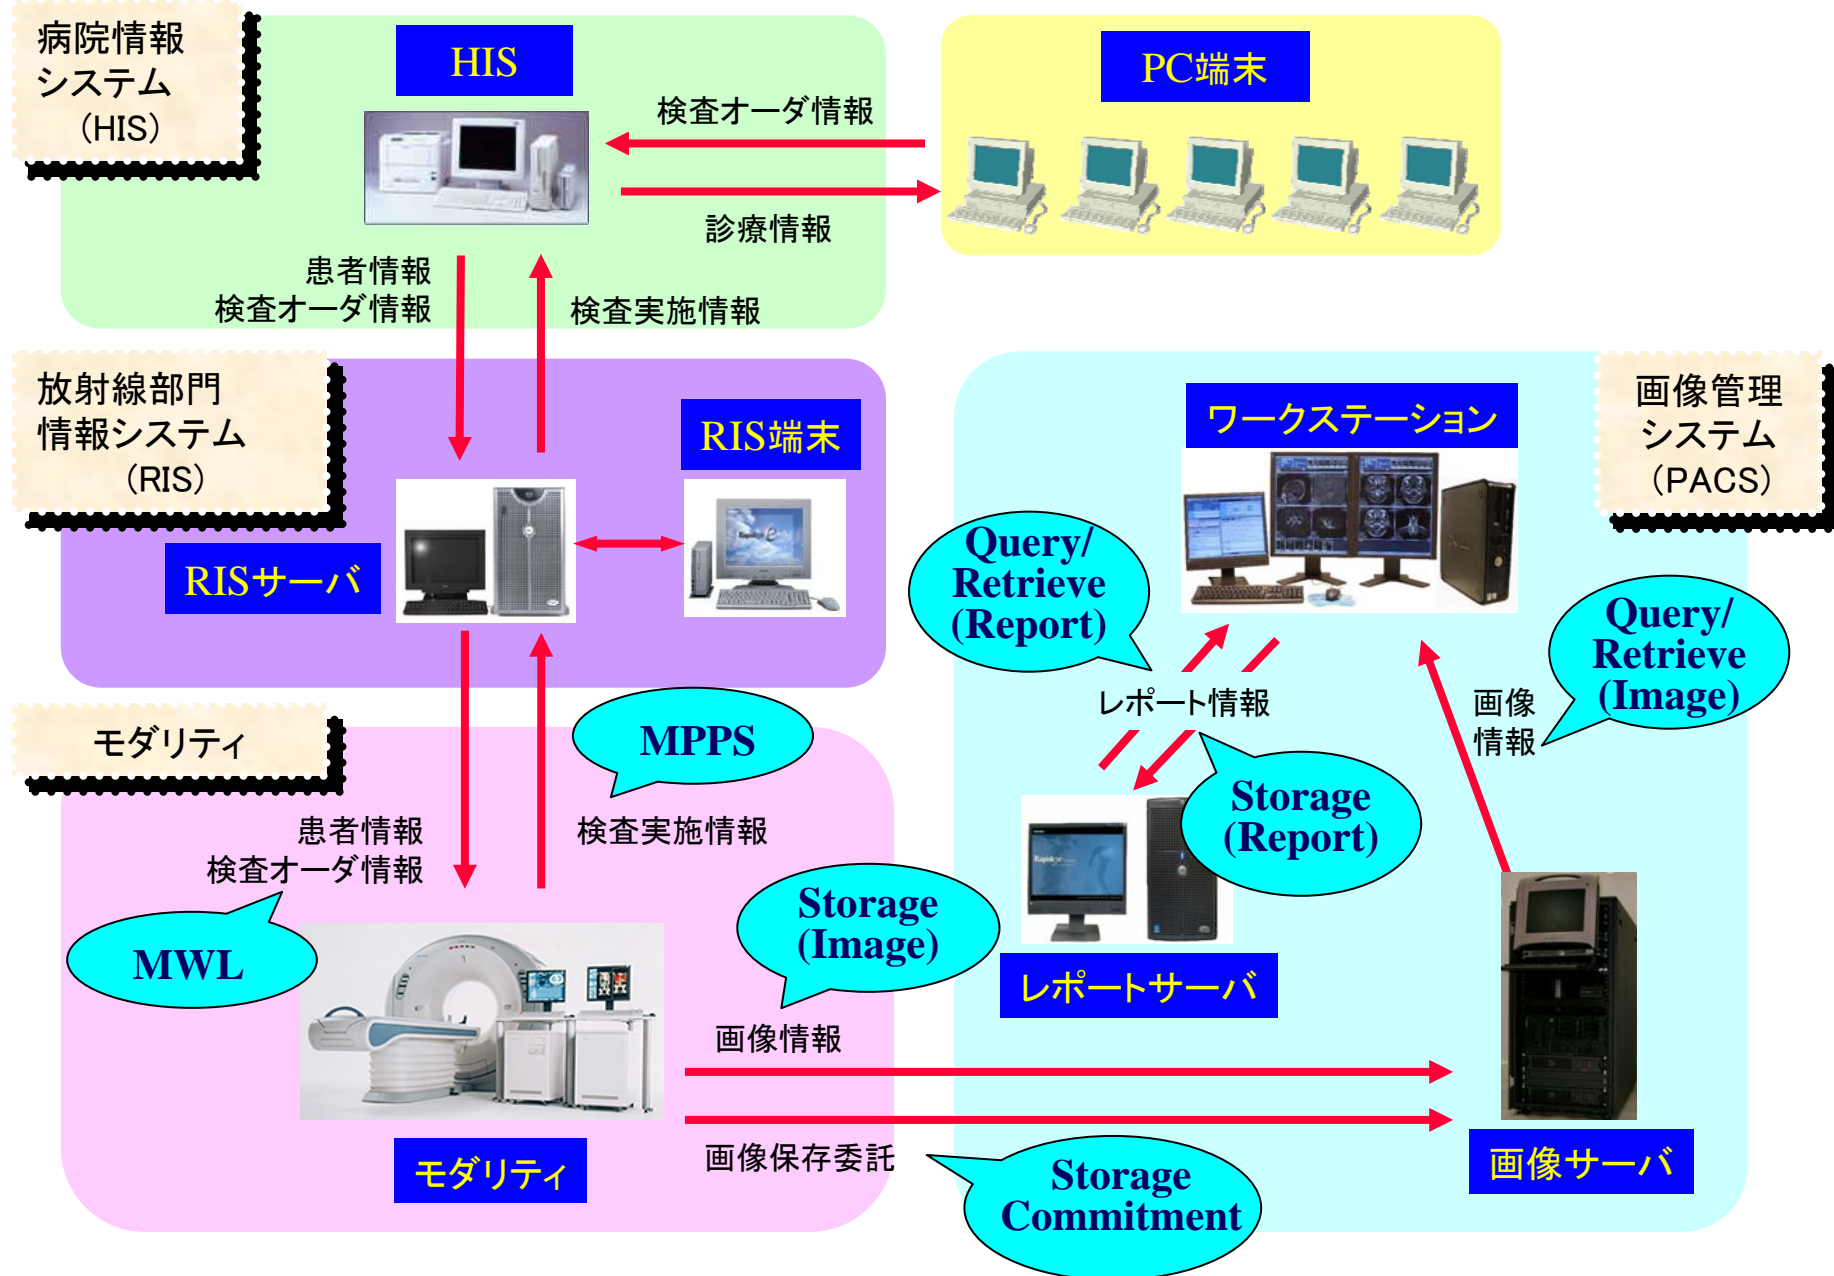 病院情報
システム
(HIS)
HIS
PC端末
検査オーダ情報
診療情報
患者情報
検査オーダ情報
検査実施情報
放射線部門
情報システム
(RIS)
RIS端末
RISサーバ
画像管理
システム
(PACS)
ワークステーション
Query/
Retrieve
(Report)
Query/
Retrieve
(Image)
レポート情報
画像
情報
モダリティ
MPPS
患者情報
検査オーダ情報
検査実施情報
MWL
Storage
(Report)
Storage
(Image)
レポートサーバ
画像情報
画像保存委託
Storage
Commitment
モダリティ
画像サーバ